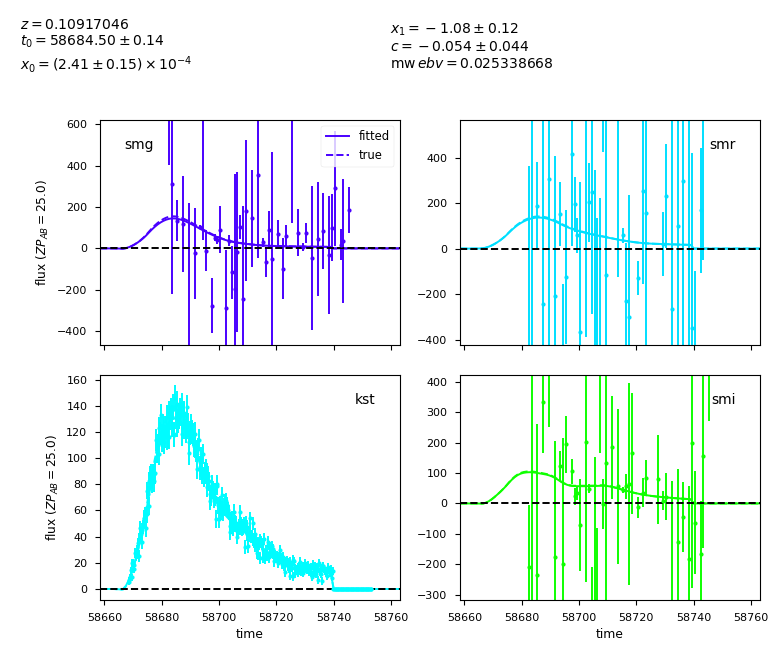 z = 0.10917046
t0 = 58684.50 ± 0.14
x0 = (2.41 ± 0.15) × 10^−4
x1 = −1.08 ± 0.12
c = −0.054 ± 0.044
mw ebv = 0.025338668
600
400
200
0
−200
−400
flux (ZP_AB = 25.0)
smg
fitted
true
400
200
0
−200
−400
smr
160
140
120
100
80
60
40
20
0
flux (ZP_AB = 25.0)
kst
58660 58680 58700 58720 58740 58760
time
400
300
200
100
0
−100
−200
−300
smi
58660 58680 58700 58720 58740 58760
time